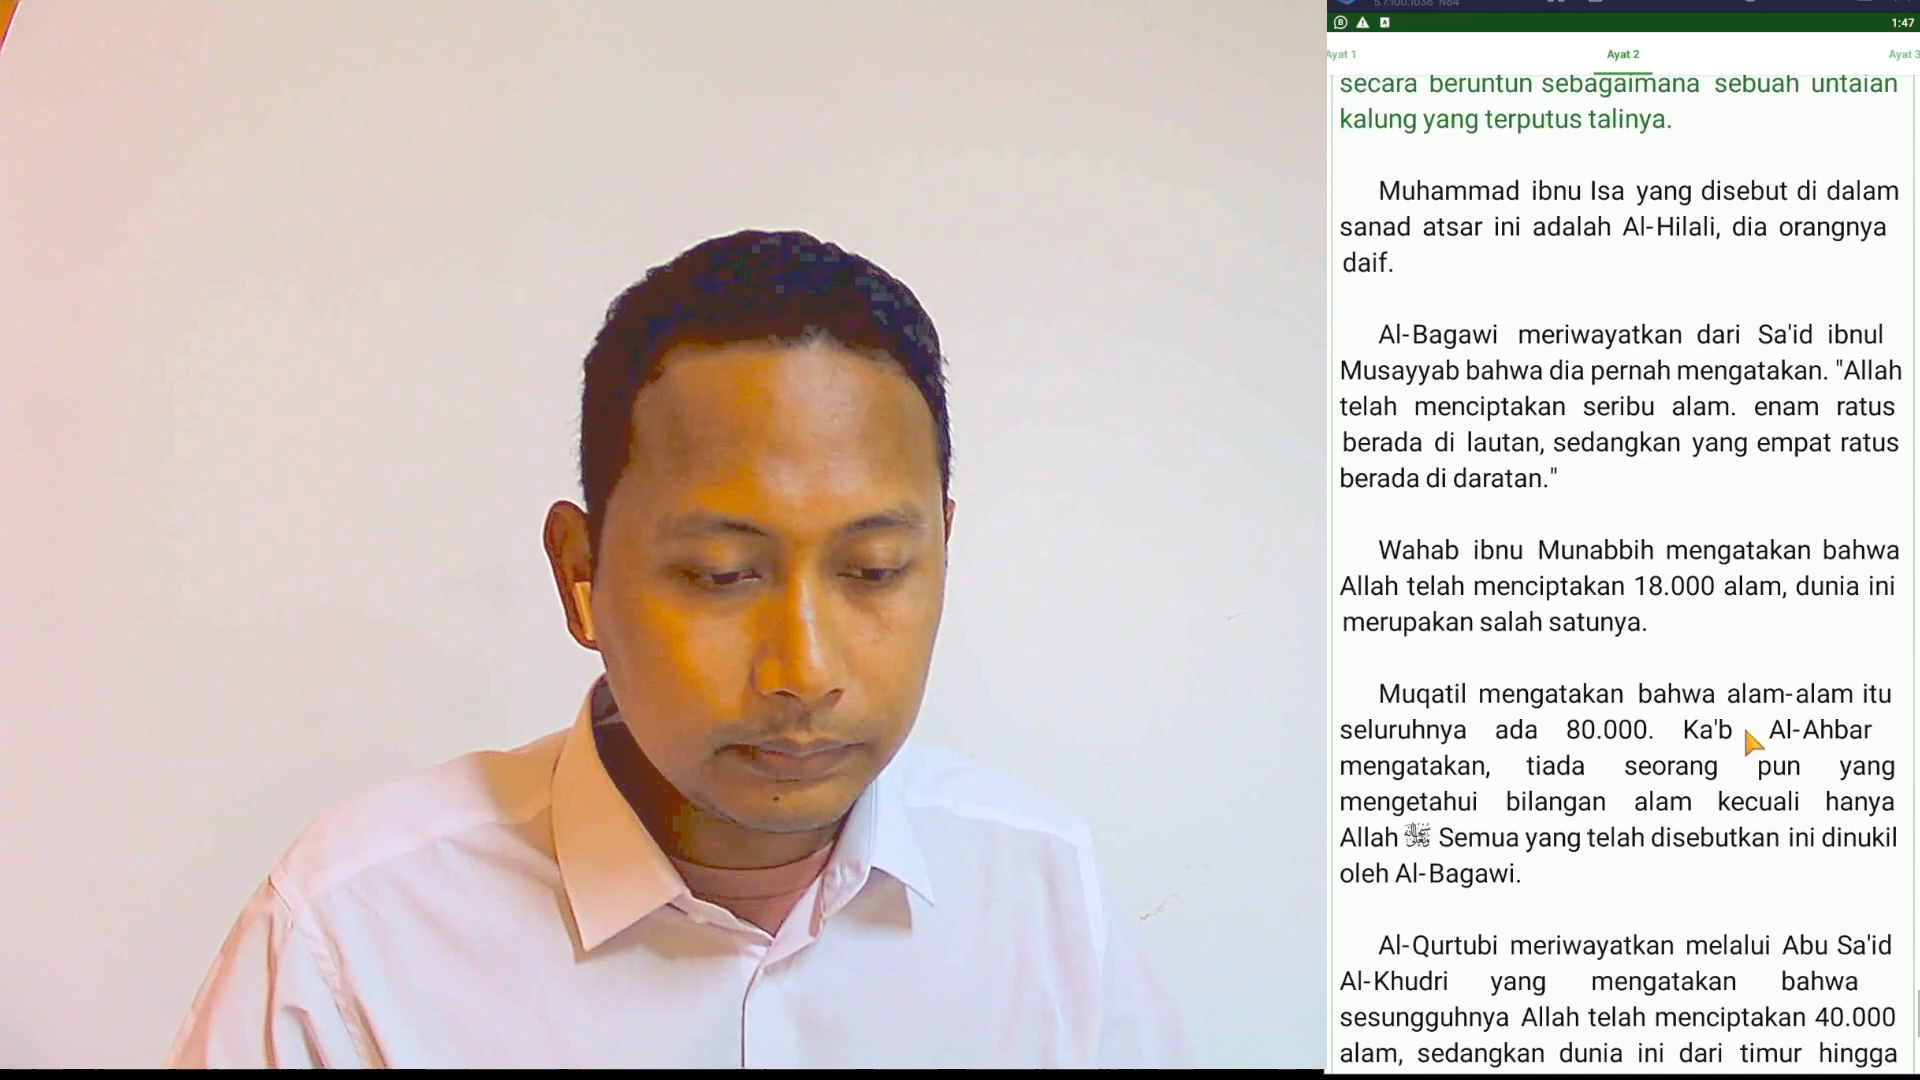 5.7.100.1036 N64
1:47
Ayat 1
Ayat 2
Ayat 3
secara beruntun sebagaimana sebuah untaian
kalung yang terputus talinya.
Muhammad ibnu Isa yang disebut di dalam
sanad atsar ini adalah Al-Hilali, dia orangnya
daif.
Al-Bagawi meriwayatkan dari Sa'id ibnul
Musayyab bahwa dia pernah mengatakan. "Allah
telah menciptakan seribu alam. enam ratus
berada di lautan, sedangkan yang empat ratus
berada di daratan."
Wahab ibnu Munabbih mengatakan bahwa
Allah telah menciptakan 18.000 alam, dunia ini
merupakan salah satunya.
Muqatil mengatakan bahwa alam-alam itu
seluruhnya ada 80.000. Ka'b Al-Ahbar
mengatakan, tiada seorang pun yang
mengetahui bilangan alam kecuali hanya
Allah Semua yang telah disebutkan ini dinukil
oleh Al-Bagawi.
Al-Qurtubi meriwayatkan melalui Abu Sa'id
Al-Khudri yang mengatakan bahwa
sesungguhnya Allah telah menciptakan 40.000
alam, sedangkan dunia ini dari timur hingga